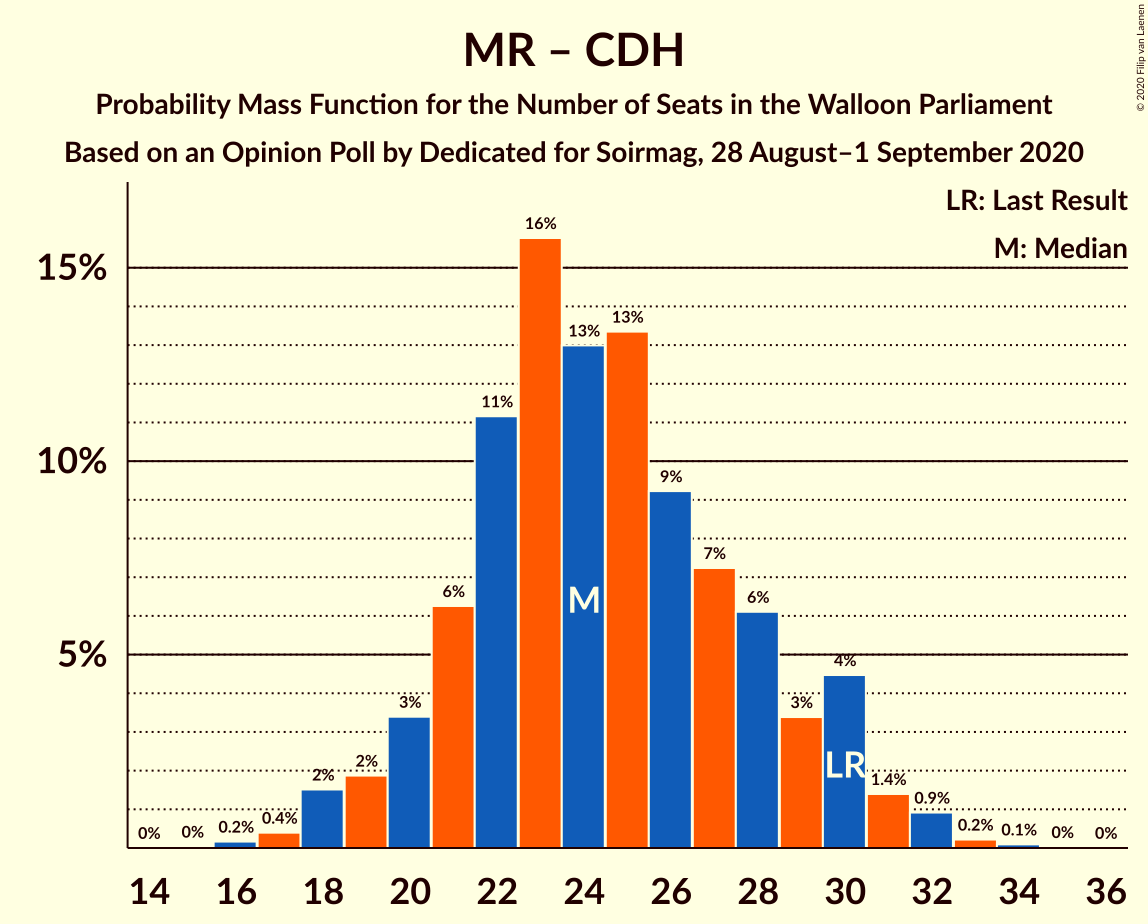 MR – CDH
Probability Mass Function for the Number of Seats in the Walloon Parliament
Based on an Opinion Poll by Dedicated for Soirmag, 28 August–1 September 2020
© 2020 Filip van Laenen
LR: Last Result
M: Median
15%
10%
5%
0% 0% 0.2% 0.4% 2% 2% 3% 6% 11% 16% 13% 13% 9% 7% 6% 3% 4% 1.4% 0.9% 0.2% 0.1% 0% 0%
M
LR
14 16 18 20 22 24 26 28 30 32 34 36